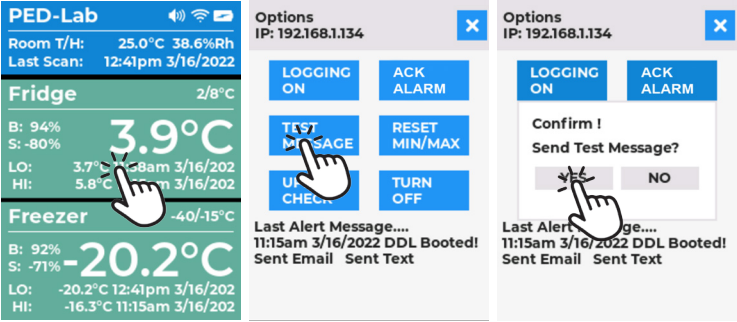 PED-Lab
Room T/H: 25.0°C 38.6%Rh
Last Scan: 12:41pm 3/16/2022
Fridge 2/8°C
B: 94%
S: -80%
3.9°C
LO: 3.7°C 3/16/202
HI: 5.8°C 3/16/202
Freezer -40/-15°C
B: 92%
S: -71%
-20.2°C
LO: -20.2°C 12:41pm 3/16/202
HI: -16.3°C 11:15am 3/16/202
Options
IP: 192.168.1.134
LOGGING
ON
ACK
ALARM
TEST
MESSAGE
RESET
MIN/MAX
CHECK
TURN
OFF
Last Alert Message....
11:15am 3/16/2022 DDL Booted!
Sent Email Sent Text
Options
IP: 192.168.1.134
LOGGING
ON
ACK
ALARM
Confirm !
Send Test Message?
YES
NO
Last Alert
11:15am 3/16/2022 DDL Booted!
Sent Email Sent Text